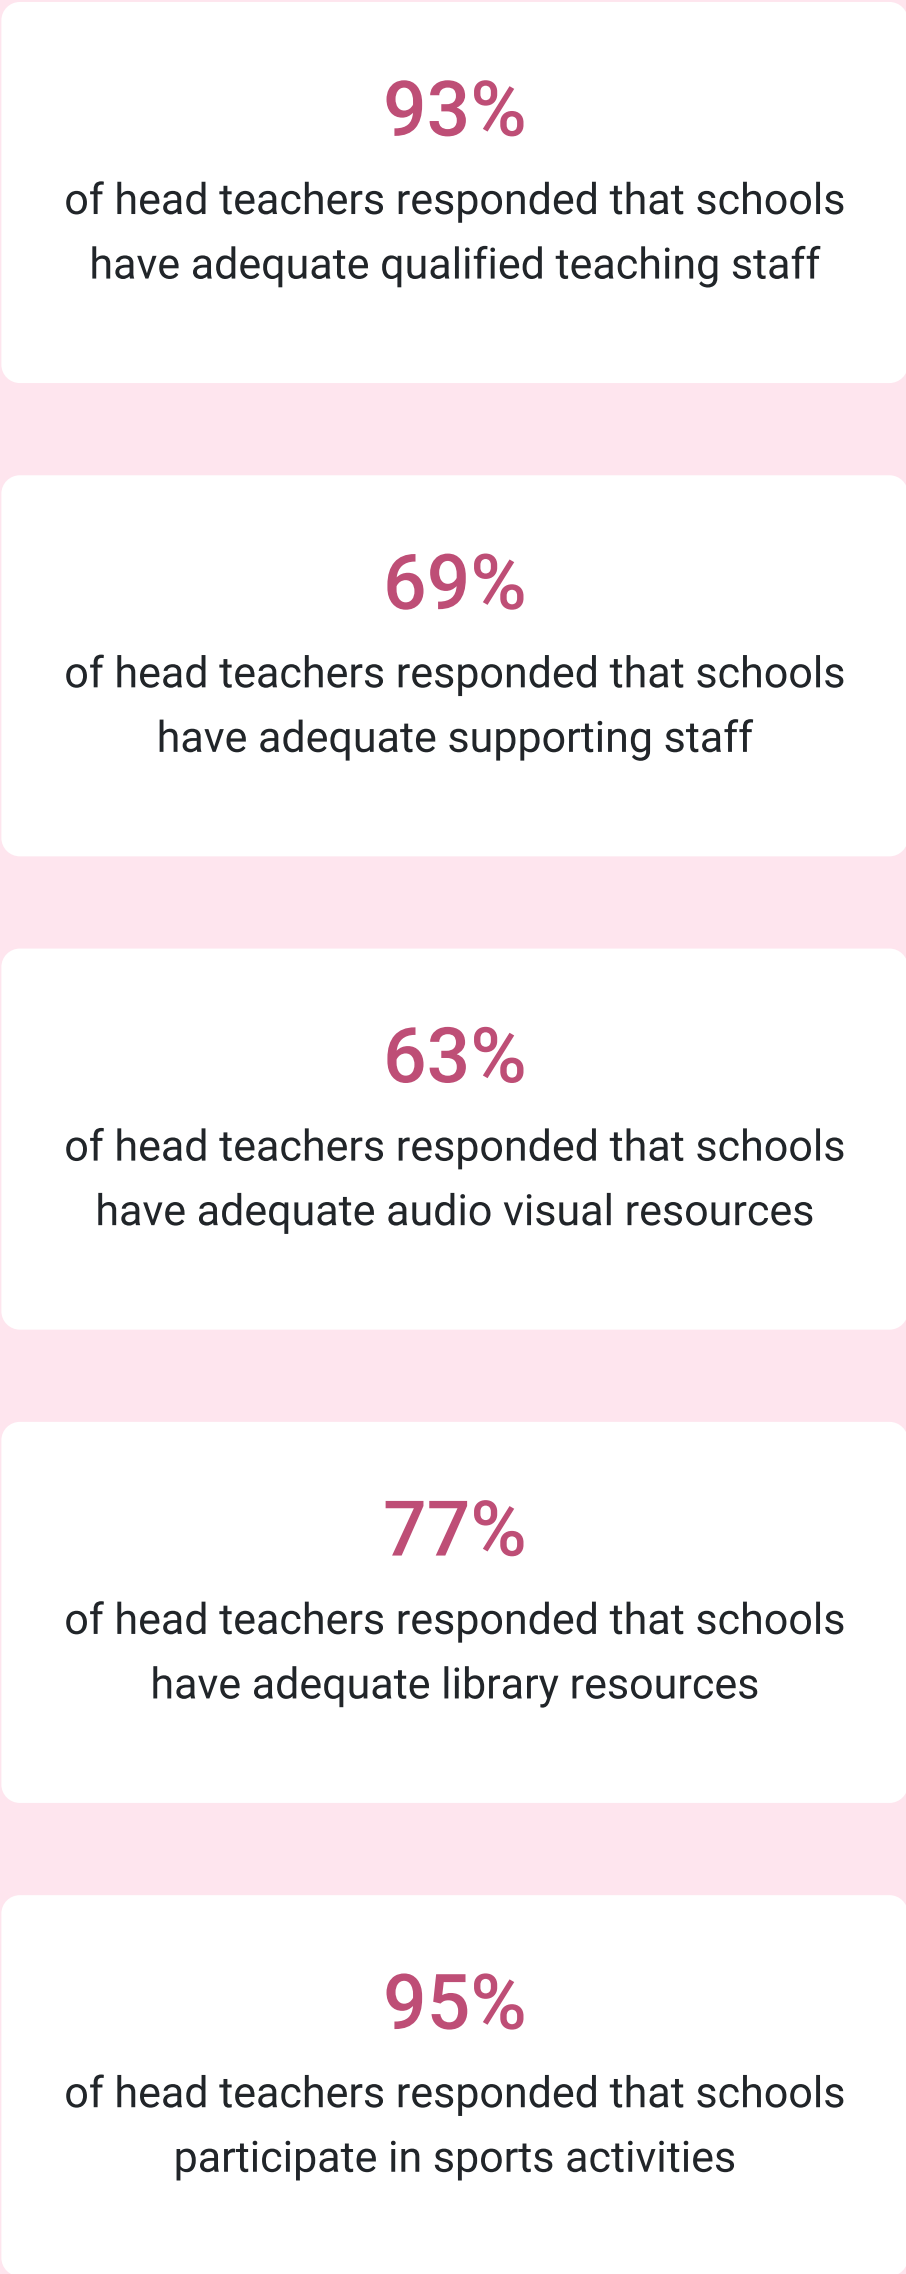 93%
of head teachers responded that schools
have adequate qualified teaching staff
69%
of head teachers responded that schools
have adequate supporting staff
63%
of head teachers responded that schools
have adequate audio visual resources
77%
of head teachers responded that schools
have adequate library resources
95%
of head teachers responded that schools
participate in sports activities